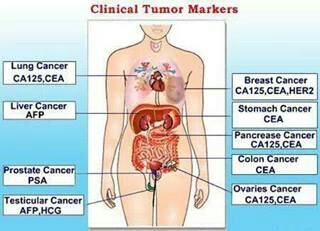 Clinical Tumor Markers
Lung Cancer
CA125,CEA
Liver Cancer
AFP
Prostate Cancer
PSA
Testicular Cancer
AFP,HCG
Breast Cancer
CA125,CEA,HER2
Stomach Cancer
CEA
Pancrease Cancer
CA125,CEA
Colon Cancer
CEA
Ovaries Cancer
CA125,CEA